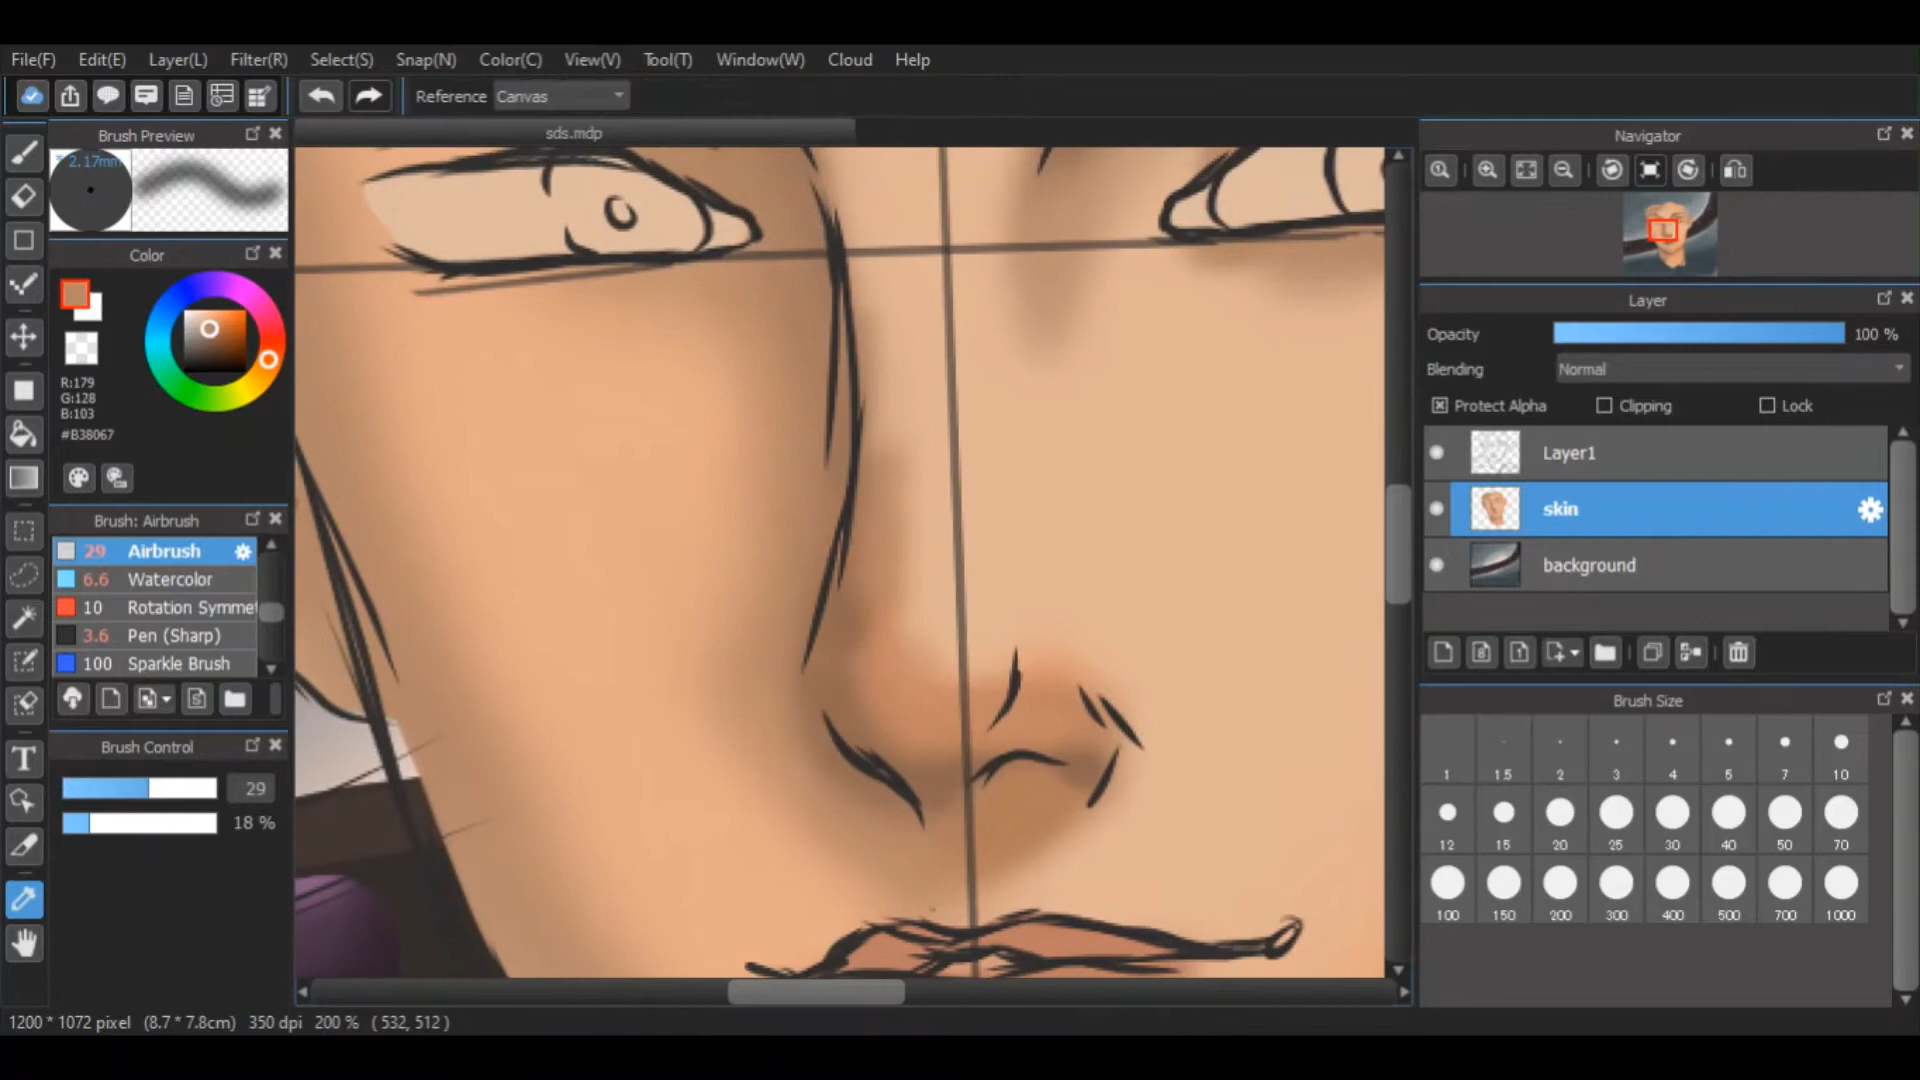 File(F) Edit(E) Layer(L) Filter(R) Select(S) Snap(N) Color(C) View(V) Tool(T) Window(W) Cloud Help
Reference Canvas
Brush Preview
2.17mm
Color
R:179
G:128
B:103
#B38067
Brush: Airbrush
29 Airbrush
6.6 Watercolor
10 Rotation Symme
3.6 Pen (Sharp)
100 Sparkle Brush
Brush Control
29
18 %
sds.mdp
Navigator
Layer
Opacity 100 %
Blending Normal
Protect Alpha Clipping Lock
Layer1
skin
background
Brush Size
1 1.5 2 3 4 5 7 10
12 15 20 25 30 40 50 70
100 150 200 300 400 500 700 1000
1200 * 1072 pixel (8.7 * 7.8cm) 350 dpi 200 % ( 532, 512 )